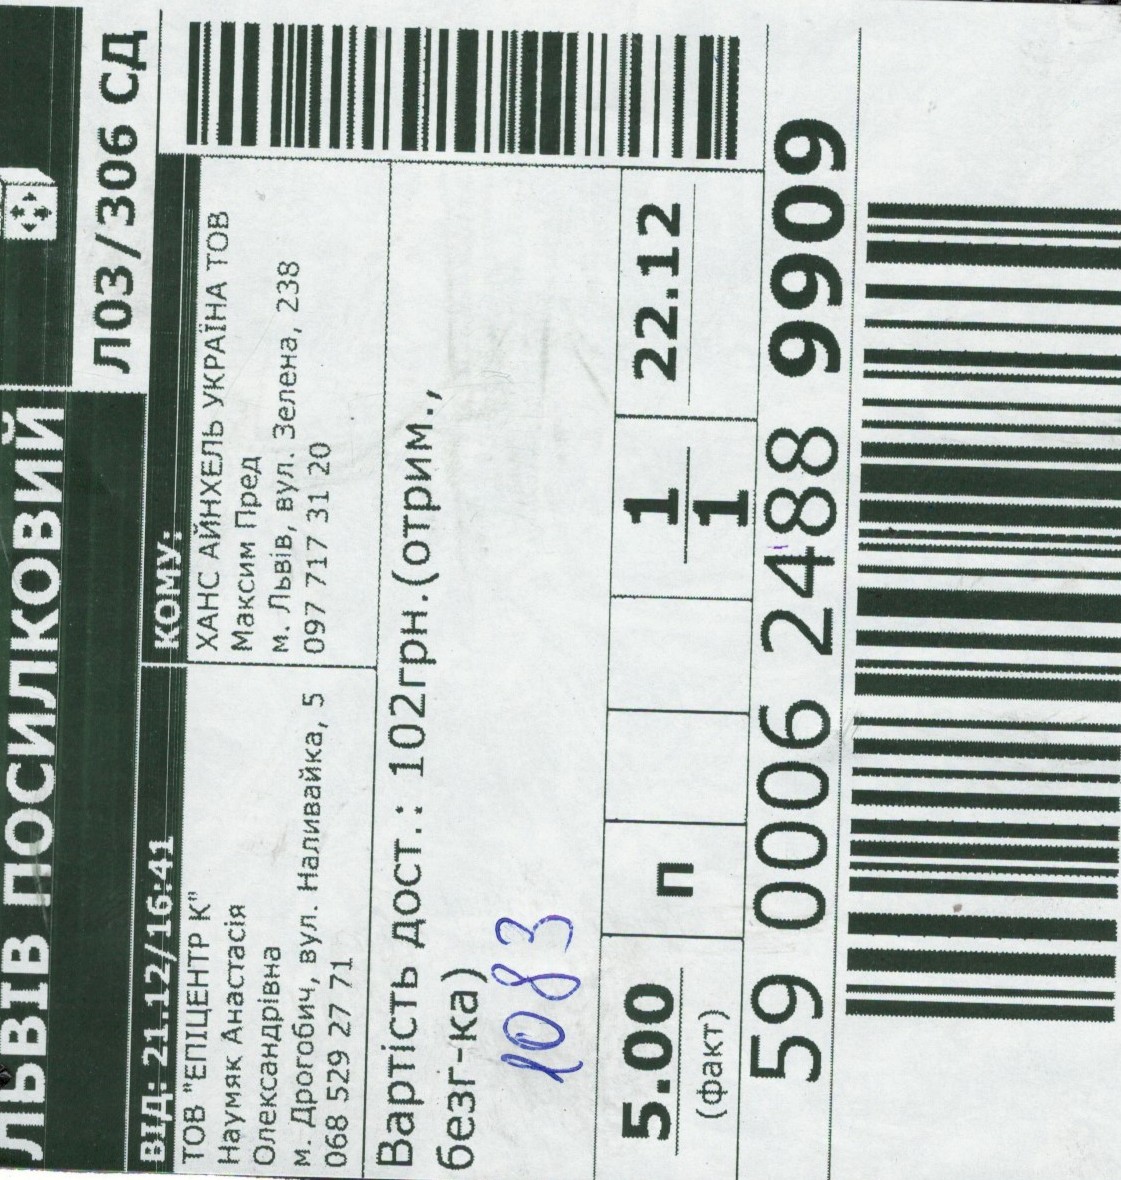 ЛЬВІВ ПОСИЛКОВИЙ
Л03/306 СД
ВІД: 21.12/16:41
ТОВ "ЕПІЦЕНТР К"
Наумяк Анастасія
Олександрівна
м. Дрогобич, вул. Наливайка, 5
068 529 27 71
КОМУ:
ХАНС АЙНХЕЛЬ УКРАЇНА ТОВ
Максим Пред
м. Львів, вул. Зелена, 238
097 717 31 20
Вартість дост.: 102грн.(отрим.,
безг-ка)
1083
5.00
(факт)
П
1
1
22.12
59 0006 2488 9909